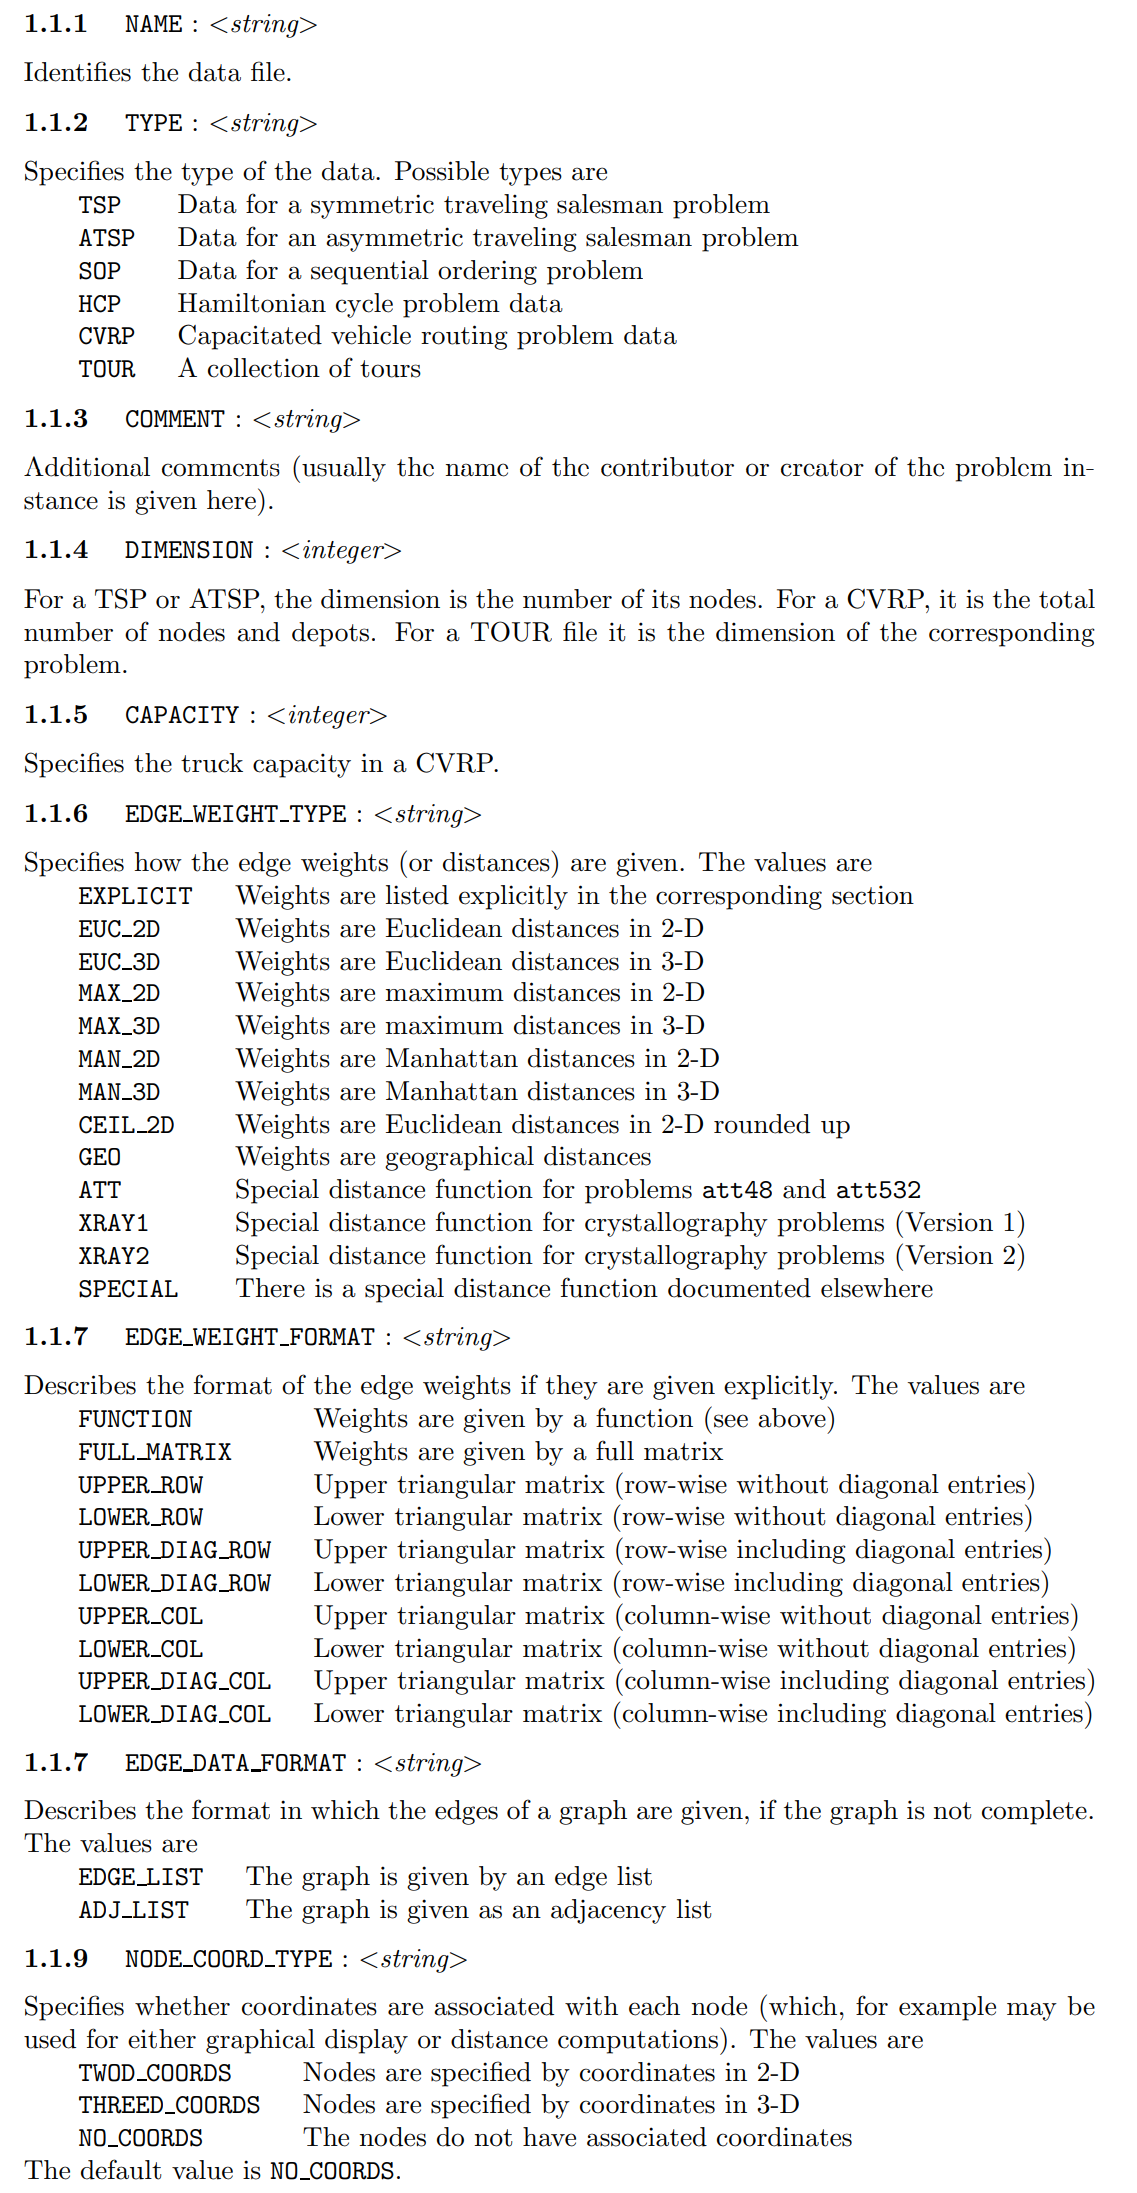 1.1.1 NAME : <string>
Identifies the data file.
1.1.2 TYPE : <string>
Specifies the type of the data. Possible types are
TSP Data for a symmetric traveling salesman problem
ATSP Data for an asymmetric traveling salesman problem
SOP Data for a sequential ordering problem
HCP Hamiltonian cycle problem data
CVRP Capacitated vehicle routing problem data
TOUR A collection of tours
1.1.3 COMMENT : <string>
Additional comments (usually the name of the contributor or creator of the problem in-
stance is given here).
1.1.4 DIMENSION : <integer>
For a TSP or ATSP, the dimension is the number of its nodes. For a CVRP, it is the total
number of nodes and depots. For a TOUR file it is the dimension of the corresponding
problem.
1.1.5 CAPACITY : <integer>
Specifies the truck capacity in a CVRP.
1.1.6 EDGE_WEIGHT_TYPE : <string>
Specifies how the edge weights (or distances) are given. The values are
EXPLICIT Weights are listed explicitly in the corresponding section
EUC_2D Weights are Euclidean distances in 2-D
EUC_3D Weights are Euclidean distances in 3-D
MAX_2D Weights are maximum distances in 2-D
MAX_3D Weights are maximum distances in 3-D
MAN_2D Weights are Manhattan distances in 2-D
MAN_3D Weights are Manhattan distances in 3-D
CEIL_2D Weights are Euclidean distances in 2-D rounded up
GEO Weights are geographical distances
ATT Special distance function for problems att48 and att532
XRAY1 Special distance function for crystallography problems (Version 1)
XRAY2 Special distance function for crystallography problems (Version 2)
SPECIAL There is a special distance function documented elsewhere
1.1.7 EDGE_WEIGHT_FORMAT : <string>
Describes the format of the edge weights if they are given explicitly. The values are
FUNCTION Weights are given by a function (see above)
FULL_MATRIX Weights are given by a full matrix
UPPER_ROW Upper triangular matrix (row-wise without diagonal entries)
LOWER_ROW Lower triangular matrix (row-wise without diagonal entries)
UPPER_DIAG_ROW Upper triangular matrix (row-wise including diagonal entries)
LOWER_DIAG_ROW Lower triangular matrix (row-wise including diagonal entries)
UPPER_COL Upper triangular matrix (column-wise without diagonal entries)
LOWER_COL Lower triangular matrix (column-wise without diagonal entries)
UPPER_DIAG_COL Upper triangular matrix (column-wise including diagonal entries)
LOWER_DIAG_COL Lower triangular matrix (column-wise including diagonal entries)
1.1.7 EDGE_DATA_FORMAT : <string>
Describes the format in which the edges of a graph are given, if the graph is not complete.
The values are
EDGE_LIST The graph is given by an edge list
ADJ_LIST The graph is given as an adjacency list
1.1.9 NODE_COORD_TYPE : <string>
Specifies whether coordinates are associated with each node (which, for example may be
used for either graphical display or distance computations). The values are
TWOD_COORDS Nodes are specified by coordinates in 2-D
THREED_COORDS Nodes are specified by coordinates in 3-D
NO_COORDS The nodes do not have associated coordinates
The default value is NO_COORDS.